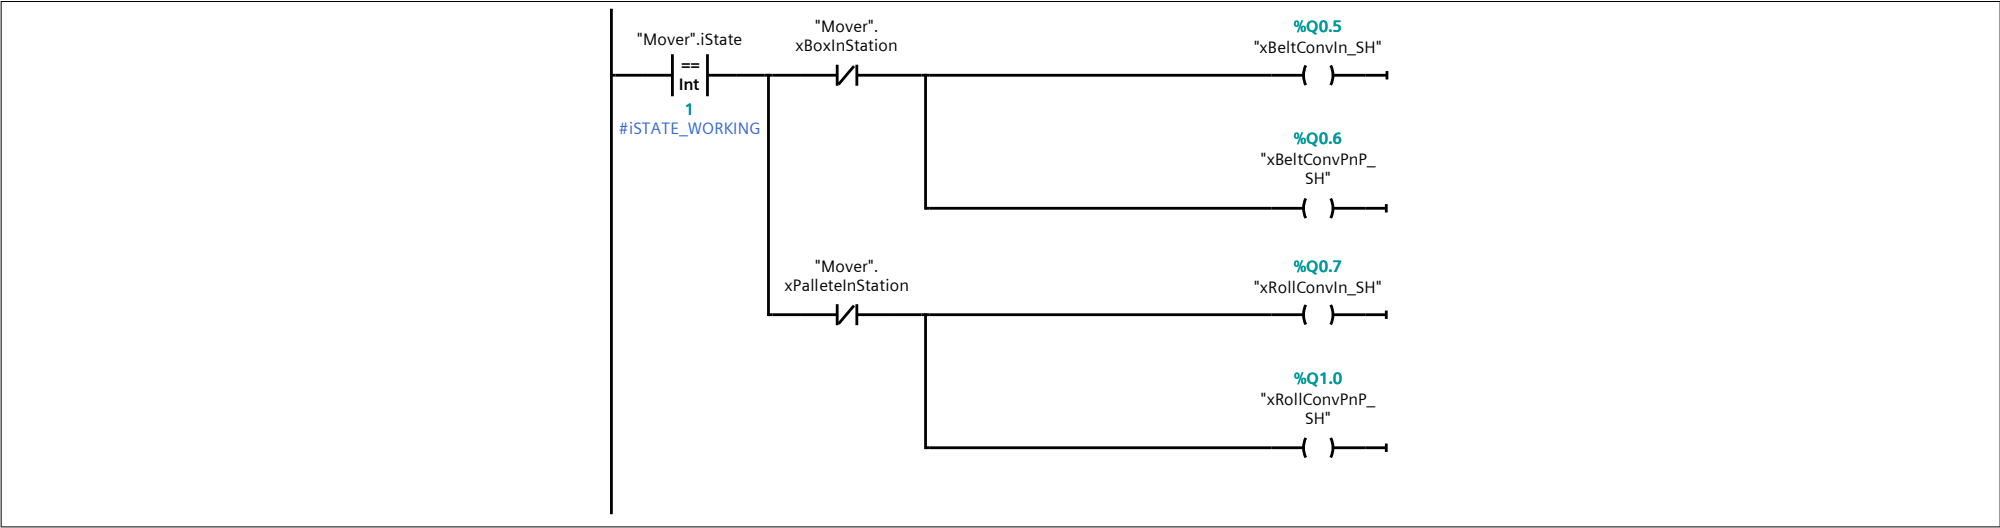 "Mover".iState
==
Int
1
#iSTATE_WORKING
"Mover".
xBoxInStation
%Q0.5
"xBeltConvIn_SH"
%Q0.6
"xBeltConvPnP_
SH"
"Mover".
xPalleteInStation
%Q0.7
"xRollConvIn_SH"
%Q1.0
"xRollConvPnP_
SH"